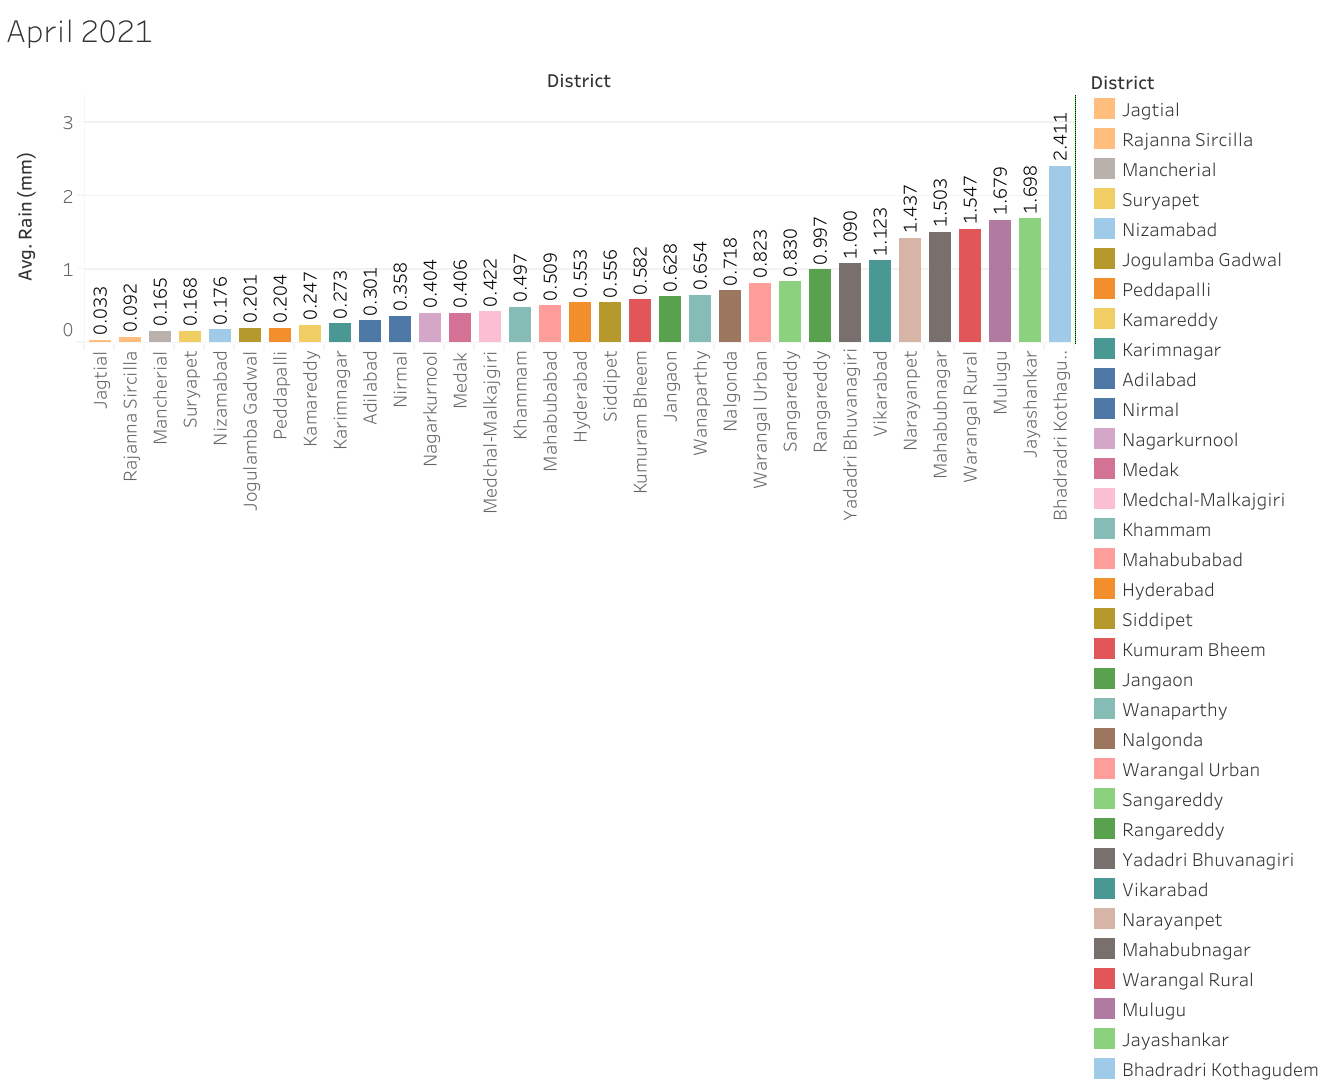 April 2021
District
Avg. Rain (mm)
3
2
1
0
0.033
0.092
0.165
0.168
0.176
0.201
0.204
0.247
0.273
0.301
0.358
0.404
0.406
0.422
0.497
0.509
0.553
0.556
0.582
0.628
0.654
0.718
0.823
0.830
0.997
1.090
1.123
1.437
1.503
1.547
1.679
1.698
2.411
Jagtial
Rajanna Sircilla
Mancherial
Suryapet
Nizamabad
Jogulamba Gadwal
Peddapalli
Kamareddy
Karimnagar
Adilabad
Nirmal
Nagarkurnool
Medak
Medchal-Malkajgiri
Khammam
Mahabubabad
Hyderabad
Siddipet
Kumuram Bheem
Jangaon
Wanaparthy
Nalgonda
Warangal Urban
Sangareddy
Rangareddy
Yadadri Bhuvanagiri
Vikarabad
Narayanpet
Mahabubnagar
Warangal Rural
Mulugu
Jayashankar
Bhadradri Kothagu..
District
Jagtial
Rajanna Sircilla
Mancherial
Suryapet
Nizamabad
Jogulamba Gadwal
Peddapalli
Kamareddy
Karimnagar
Adilabad
Nirmal
Nagarkurnool
Medak
Medchal-Malkajgiri
Khammam
Mahabubabad
Hyderabad
Siddipet
Kumuram Bheem
Jangaon
Wanaparthy
Nalgonda
Warangal Urban
Sangareddy
Rangareddy
Yadadri Bhuvanagiri
Vikarabad
Narayanpet
Mahabubnagar
Warangal Rural
Mulugu
Jayashankar
Bhadradri Kothagudem